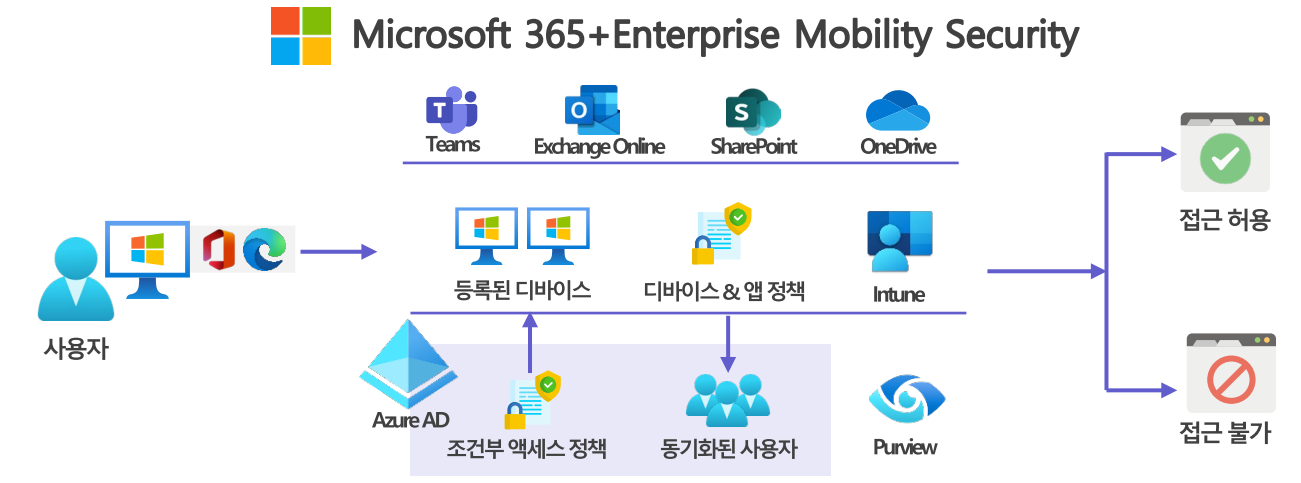 Microsoft 365+Enterprise Mobility Security
Teams
Exchange Online
SharePoint
OneDrive
사용자
등록된 디바이스
디바이스 & 앱 정책
Intune
접근 허용
Azure AD
조건부 액세스 정책
동기화된 사용자
Purview
접근 불가